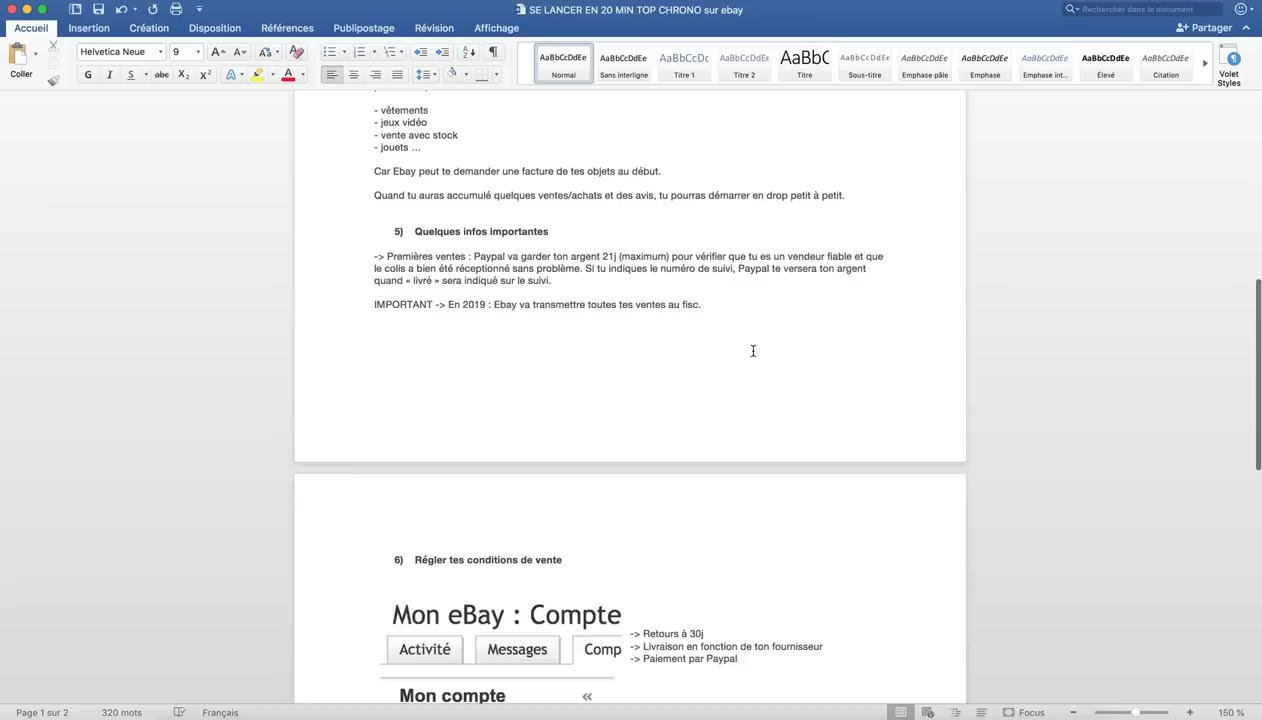 SE LANCER EN 20 MIN TOP CHRONO sur ebay
Rechercher dans le document
Accueil Insertion Création Disposition Références Publipostage Révision Affichage
Partager
Coller
Helvetica Neue 9
G I S abc X₂ X²
AaBbCcDdEe AaBbCcDdEe AaBbCcDc AaBbCcDdEe AaBbC AaBbCcDdEe AaBbCcDdEe AaBbCcDdEe AaBbCcDdEe AaBbCcDdEe AaBbCcDdEe
Normal Sans interligne Titre 1 Titre 2 Titre Sous-titre Emphase pâle Emphase Emphase int... Élevé Citation
Volet
Styles
- vêtements
- jeux vidéo
- vente avec stock
- jouets …
Car Ebay peut te demander une facture de tes objets au début.
Quand tu auras accumulé quelques ventes/achats et des avis, tu pourras démarrer en drop petit à petit.
5) Quelques infos importantes
-> Premières ventes : Paypal va garder ton argent 21j (maximum) pour vérifier que tu es un vendeur fiable et que
le colis a bien été réceptionné sans problème. Si tu indiques le numéro de suivi, Paypal te versera ton argent
quand « livré » sera indiqué sur le suivi.
IMPORTANT -> En 2019 : Ebay va transmettre toutes tes ventes au fisc.
6) Régler tes conditions de vente
Mon eBay : Compte
Activité Messages Comp
-> Retours à 30j
-> Livraison en fonction de ton fournisseur
-> Paiement par Paypal
Mon compte «
Page 1 sur 2 320 mots Français Focus 150 %